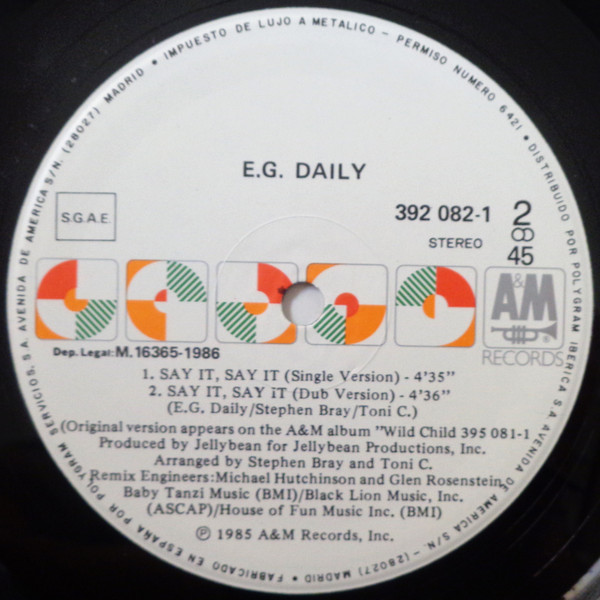 IMPUESTO DE LUJO A METALICO - PERMISO NUMERO 6421 • DISTRIBUIDO POR POLYGRAM IBERICA S.A. AVENIDA DE AMERICA S/N - (28027) MADRID • FABRICADO EN ESPAÑA POR POLYGRAM SERVICIOS, S.A. AVENIDA DE AMERICA S/N. (28027) MADRID •
E.G. DAILY
S.G.A.E.
392 082-1
2
STEREO
45
A&M
RECORDS
Dep. Legal: M. 16365-1986
1. SAY IT, SAY IT (Single Version) - 4'35"
2. SAY IT, SAY iT (Dub Version) - 4'36"
(E.G. Daily/Stephen Bray/Toni C.)
(Original version appears on the A&M album "Wild Child 395 081-1
Produced by Jellybean for Jellybean Productions, Inc.
Arranged by Stephen Bray and Toni C.
Remix Engineers: Michael Hutchinson and Glen Rosenstein,
Baby Tanzi Music (BMI)/Black Lion Music, Inc.
(ASCAP)/House of Fun Music Inc. (BMI)
℗ 1985 A&M Records, Inc.